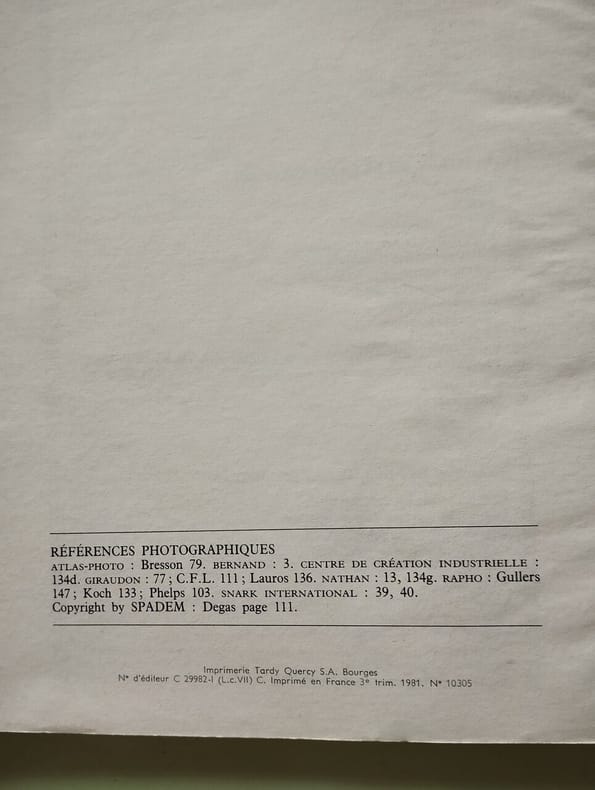 RÉFÉRENCES PHOTOGRAPHIQUES
ATLAS-PHOTO : Bresson 79. BERNAND : 3. CENTRE DE CRÉATION INDUSTRIELLE :
134d. GIRAUDON : 77 ; C.F.L. 111 ; Lauros 136. NATHAN : 13, 134g. RAPHO : Gullers
147 ; Koch 133 ; Phelps 103. SNARK INTERNATIONAL : 39, 40.
Copyright by SPADEM : Degas page 111.
Imprimerie Tardy Quercy S.A. Bourges
N° d'éditeur C 29982-I (L.c.VII) C. Imprimé en France 3e trim. 1981. N° 10305